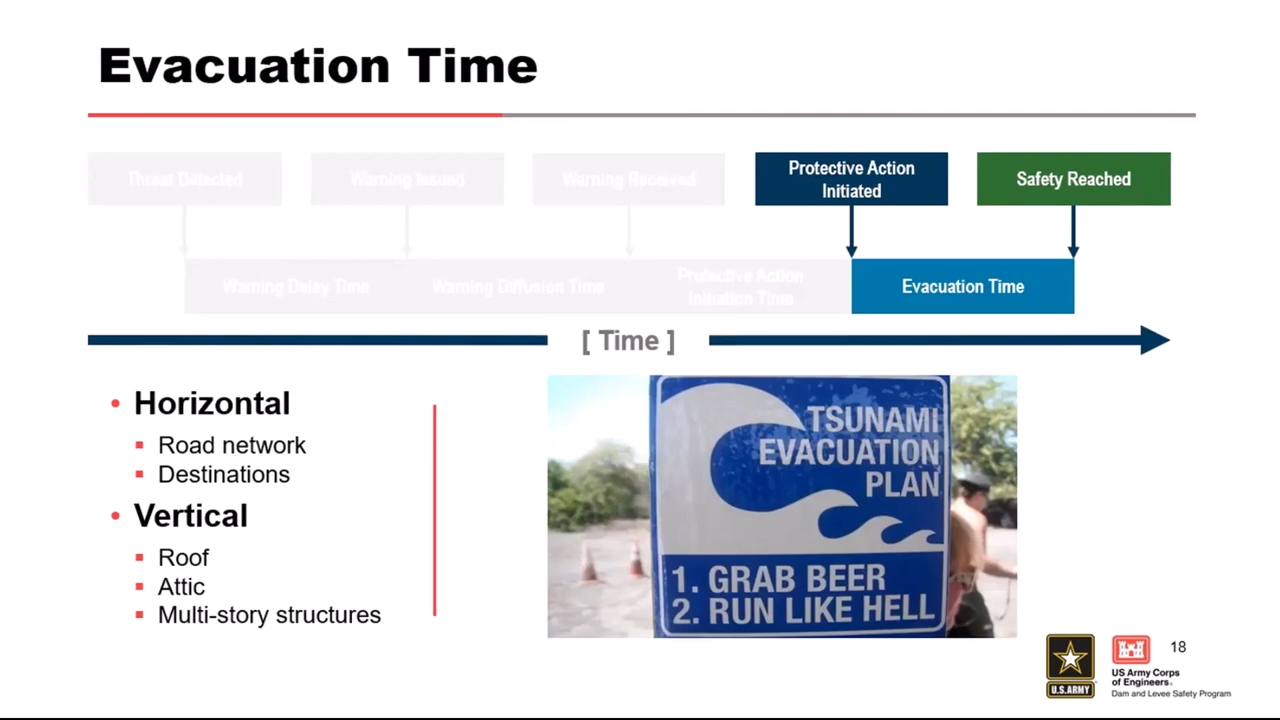 Evacuation Time
Threat Detected
Warning Issued
Warning Received
Protective Action
Initiated
Safety Reached
Warning Delay Time
Warning Diffusion Time
Protective Action
Initiation Time
Evacuation Time
[ Time ]
• Horizontal
▪ Road network
▪ Destinations
• Vertical
▪ Roof
▪ Attic
▪ Multi-story structures
TSUNAMI
EVACUATION
PLAN
1. GRAB BEER
2. RUN LIKE HELL
U.S.ARMY
US Army Corps
of Engineers®
Dam and Levee Safety Program
18